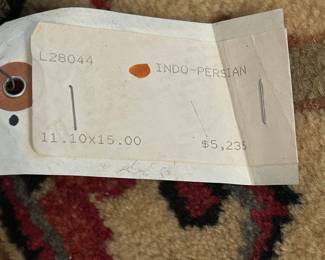 L28044
INDO-PERSIAN
11.10x15.00
$5,235